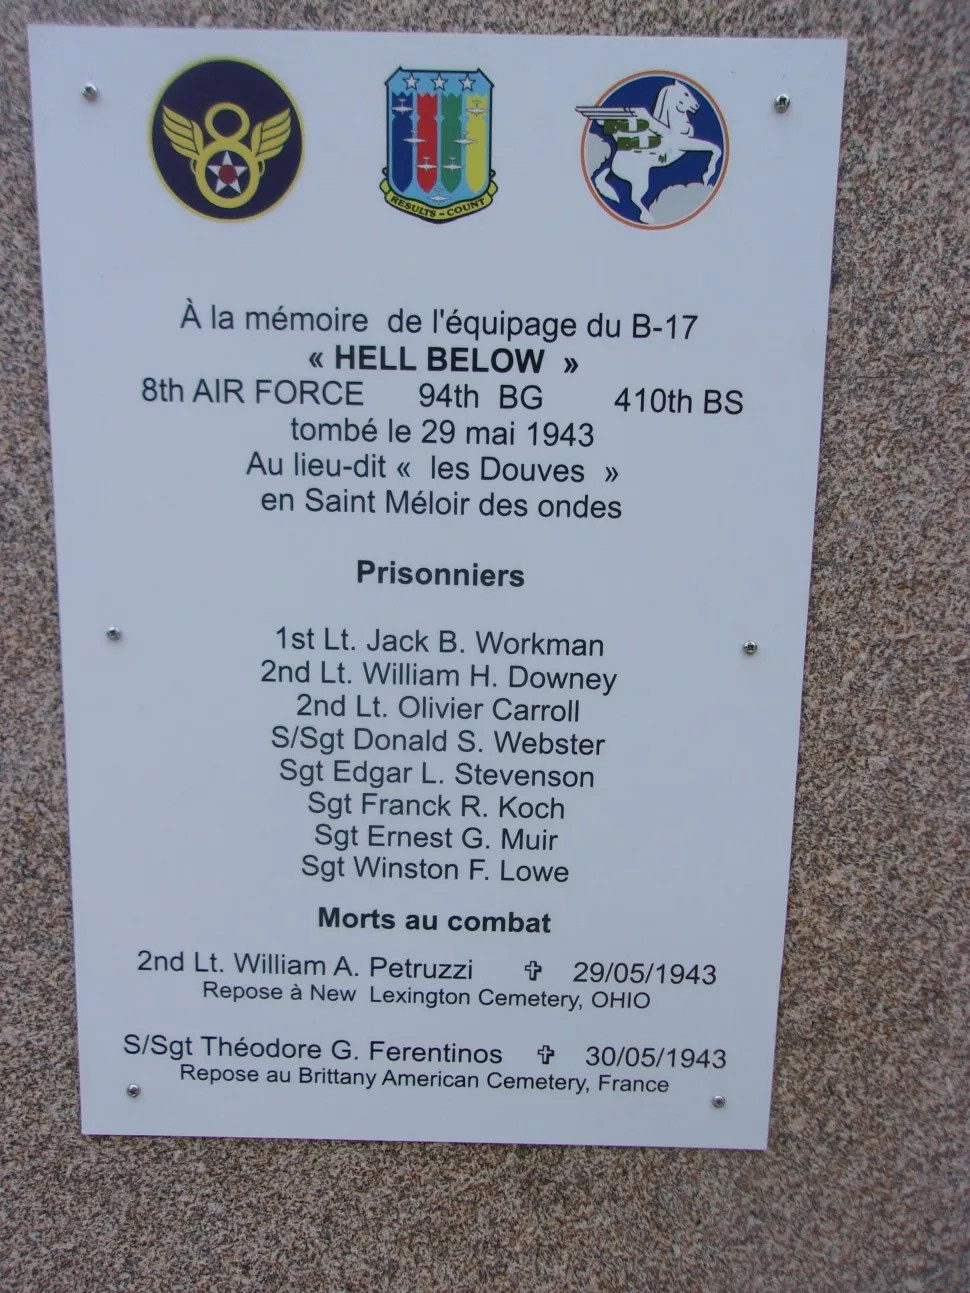 8
RESULTS-COUNT
À la mémoire de l'équipage du B-17
« HELL BELOW »
8th AIR FORCE 94th BG 410th BS
tombé le 29 mai 1943
Au lieu-dit « les Douves »
en Saint Méloir des ondes
Prisonniers
1st Lt. Jack B. Workman
2nd Lt. William H. Downey
2nd Lt. Olivier Carroll
S/Sgt Donald S. Webster
Sgt Edgar L. Stevenson
Sgt Franck R. Koch
Sgt Ernest G. Muir
Sgt Winston F. Lowe
Morts au combat
2nd Lt. William A. Petruzzi ✞ 29/05/1943
Repose à New Lexington Cemetery, OHIO
S/Sgt Théodore G. Ferentinos ✞ 30/05/1943
Repose au Brittany American Cemetery, France